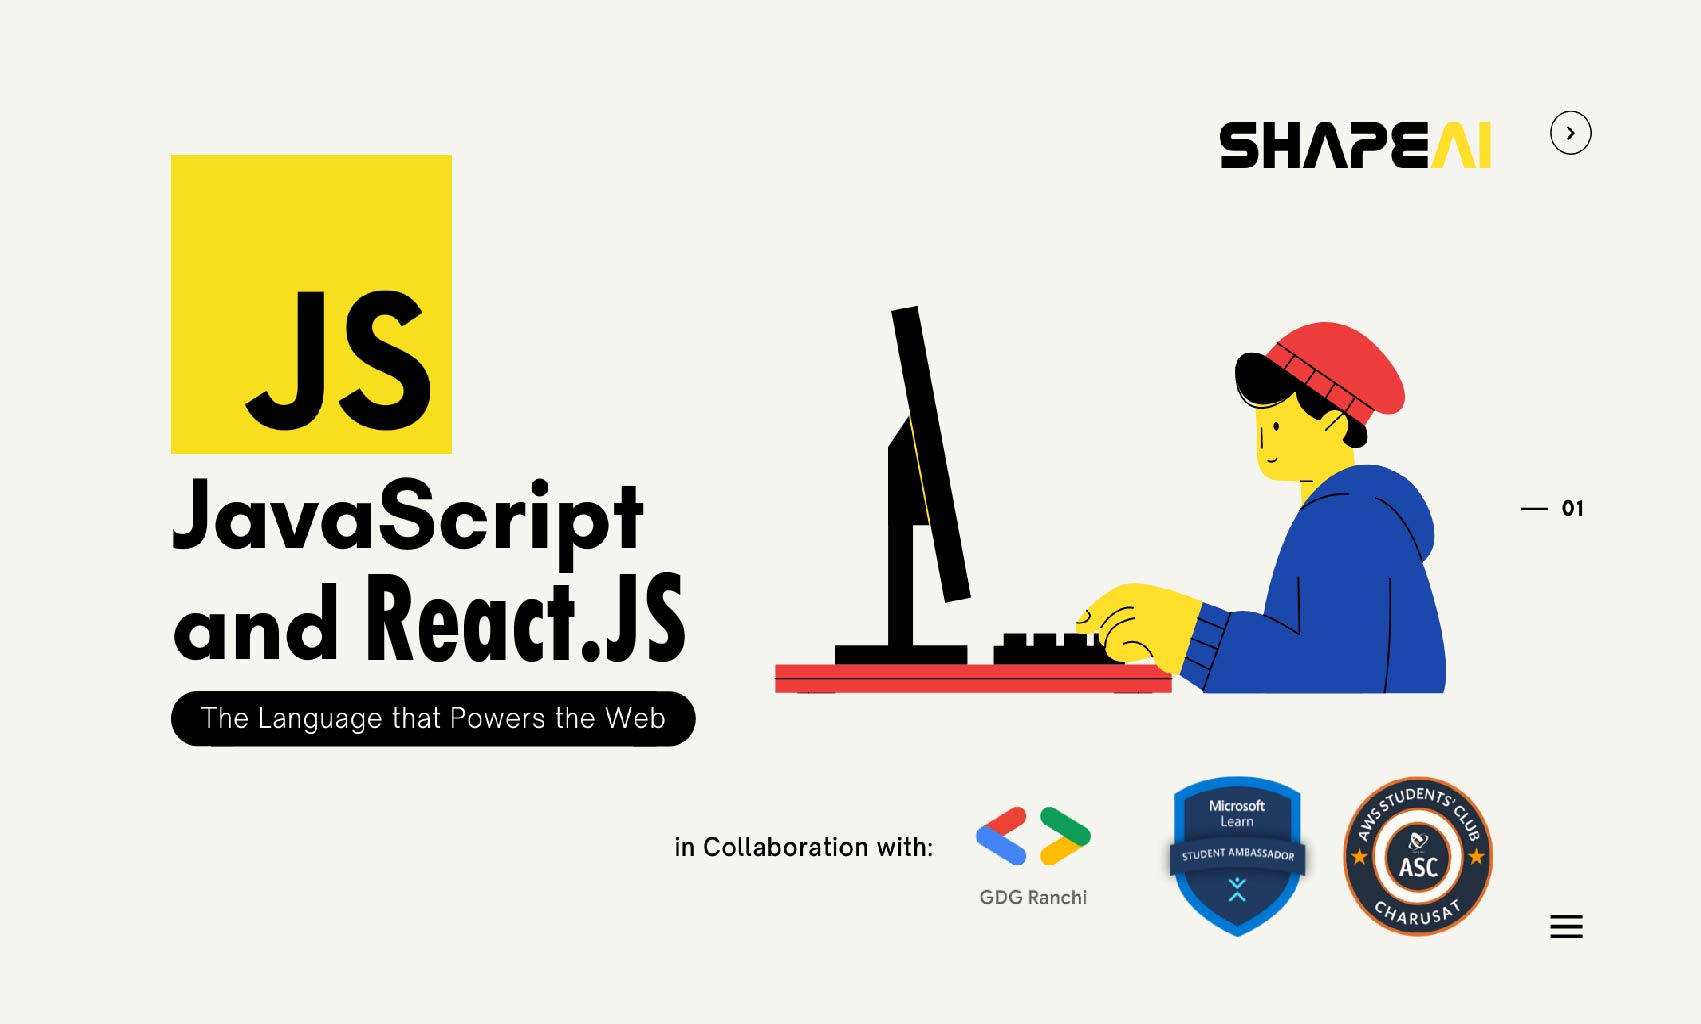 SHAPEAI
JS
JavaScript
and React.JS
The Language that Powers the Web
01
in Collaboration with:
GDG Ranchi
Microsoft
Learn
STUDENT AMBASSADOR
AWS STUDENTS' CLUB
ASC
CHARUSAT